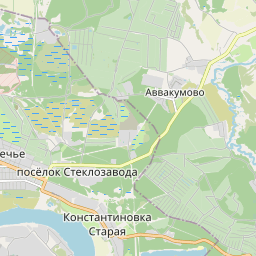 Аввакумово
ечье
посёлок Стеклозавода
Константиновка
Старая